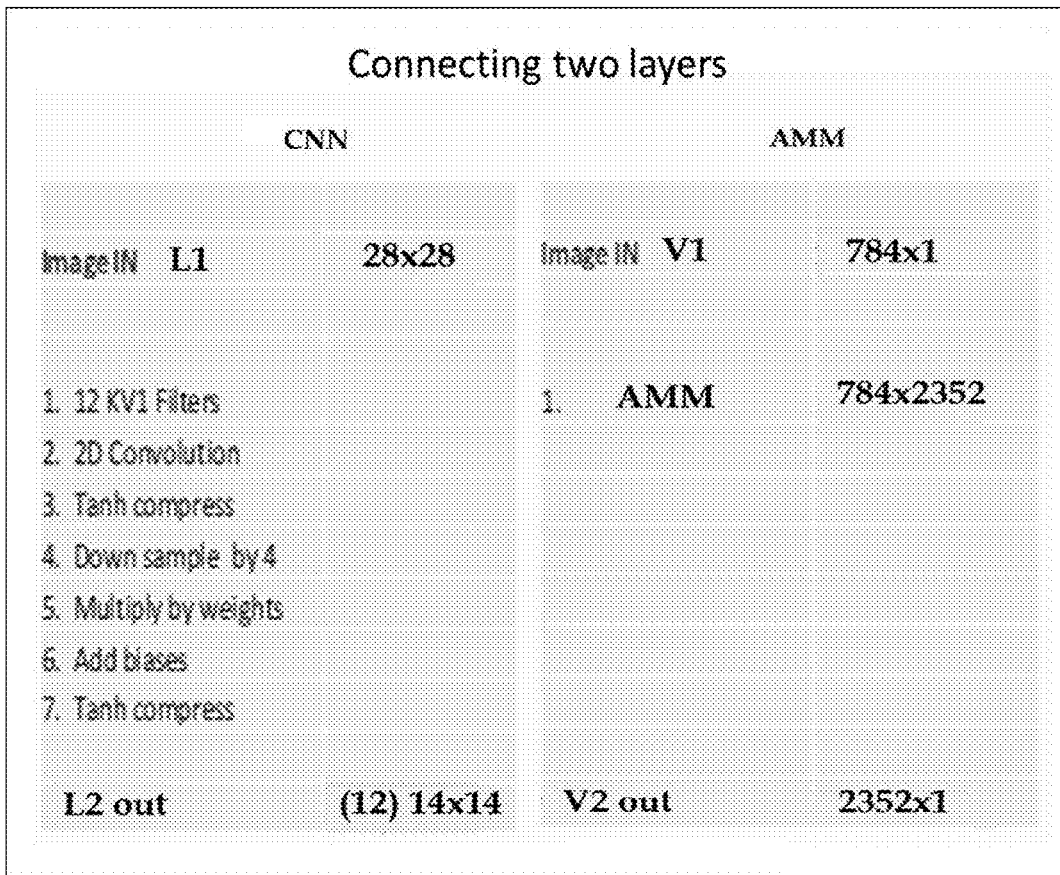 Connecting two layers
CNN AMM
Image IN L1 28x28 Image IN V1 784x1
1. 12 KV1 Filters 1. AMM 784x2352
2. 2D Convolution
3. Tanh compress
4. Down sample by 4
5. Multiply by weights
6. Add biases
7. Tanh compress
L2 out (12) 14x14 V2 out 2352x1